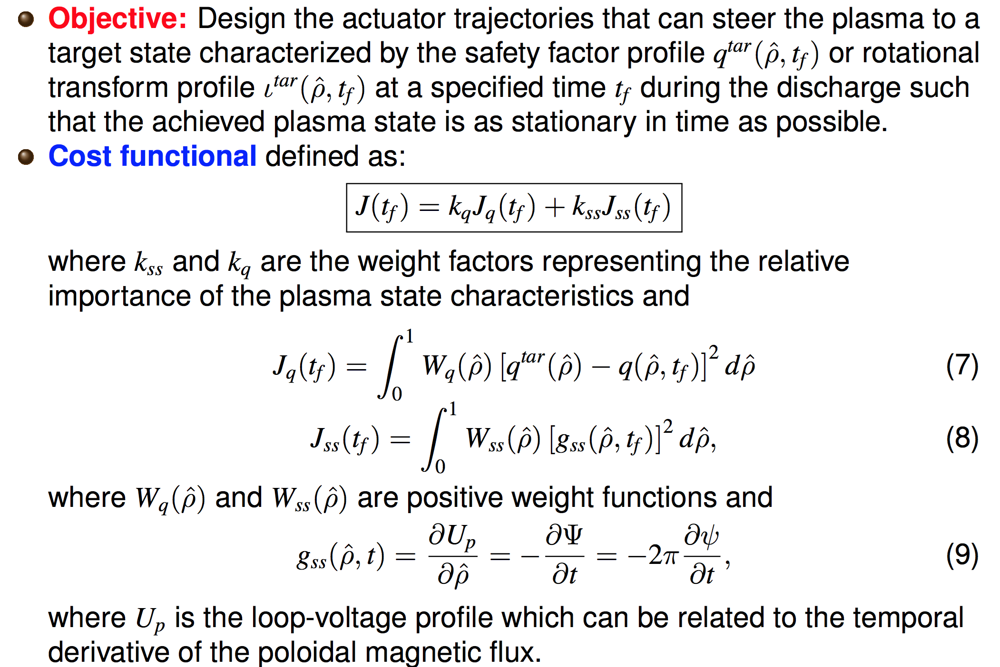 Objective: Design the actuator trajectories that can steer the plasma to a
target state characterized by the safety factor profile $q^{tar}(\hat{\rho}, t_f)$ or rotational
transform profile $\iota^{tar}(\hat{\rho}, t_f)$ at a specified time $t_f$ during the discharge such
that the achieved plasma state is as stationary in time as possible.
Cost functional defined as:
$J(t_f) = k_q J_q(t_f) + k_{ss} J_{ss}(t_f)$
where $k_{ss}$ and $k_q$ are the weight factors representing the relative
importance of the plasma state characteristics and
$J_q(t_f) = \int_0^1 W_q(\hat{\rho}) \left[q^{tar}(\hat{\rho}) - q(\hat{\rho}, t_f)\right]^2 d\hat{\rho}$ (7)
$J_{ss}(t_f) = \int_0^1 W_{ss}(\hat{\rho}) \left[g_{ss}(\hat{\rho}, t_f)\right]^2 d\hat{\rho},$ (8)
where $W_q(\hat{\rho})$ and $W_{ss}(\hat{\rho})$ are positive weight functions and
$g_{ss}(\hat{\rho}, t) = \frac{\partial U_p}{\partial \hat{\rho}} = -\frac{\partial \Psi}{\partial t} = -2\pi \frac{\partial \psi}{\partial t},$ (9)
where $U_p$ is the loop-voltage profile which can be related to the temporal
derivative of the poloidal magnetic flux.